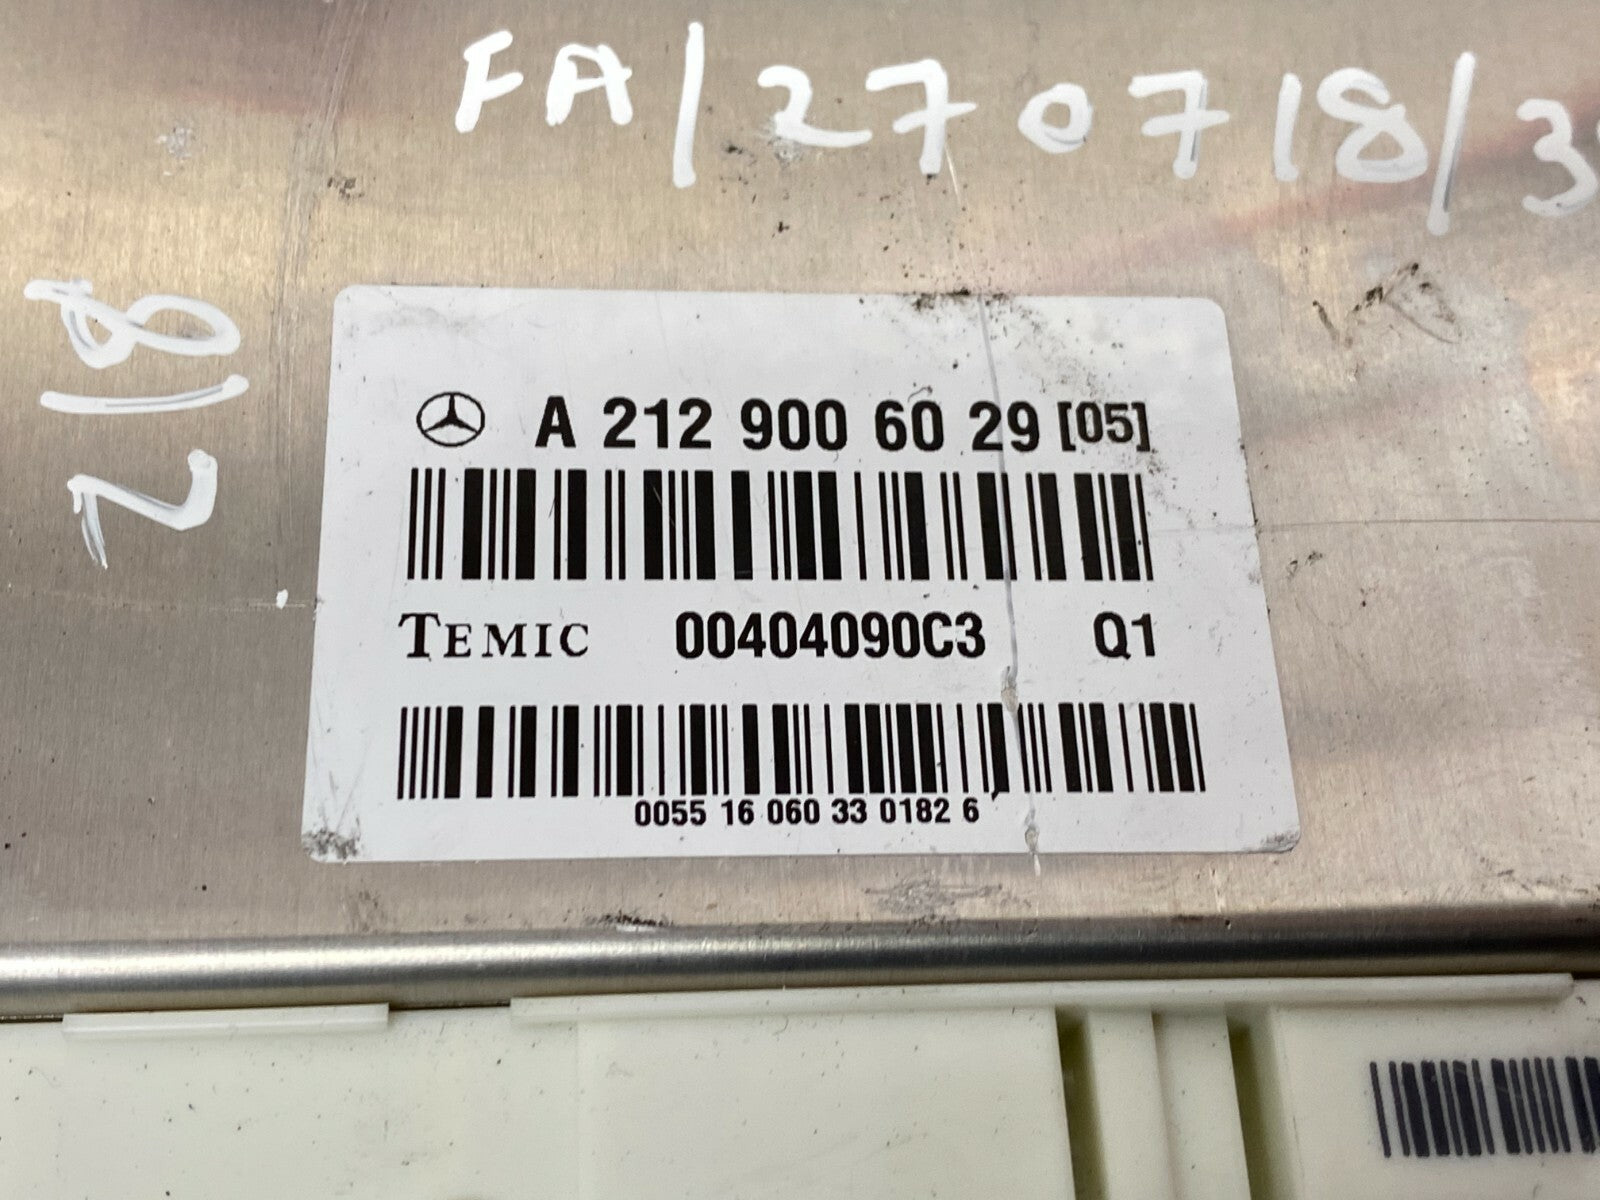 FA/270718/3
218
A 212 900 60 29 [05]
TEMIC 00404090C3 Q1
0055 16 060 33 0182 6